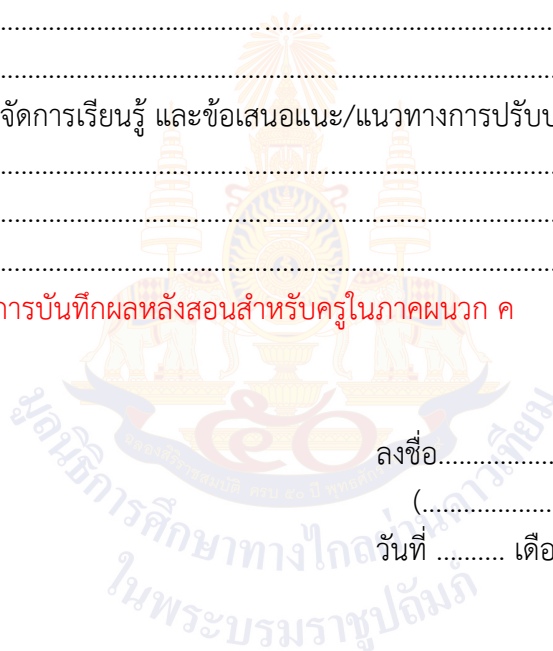 ................................................................................
................................................................................
จัดการเรียนรู้ และข้อเสนอแนะ/แนวทางการปรับป
................................................................................
................................................................................
................................................................................
การบันทึกผลหลังสอนสำหรับครูในภาคผนวก ค
ลงชื่อ.................
(...................
วันที่ .......... เดือ
๕๐
มูลนิธิการศึกษาทางไกลผ่านดาวเทียม
ในพระบรมราชูปถัมภ์